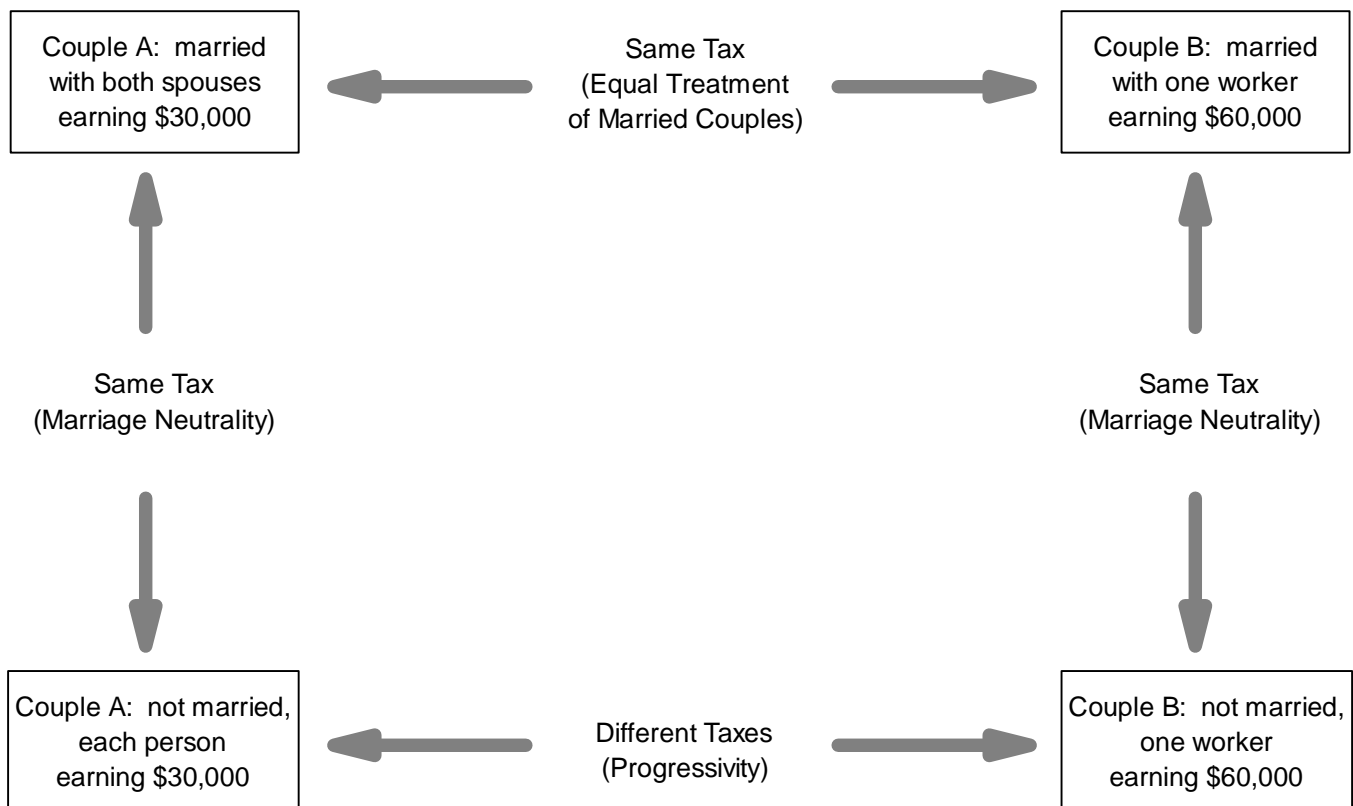 Couple A: married
with both spouses
earning $30,000
Same Tax
(Equal Treatment
of Married Couples)
Couple B: married
with one worker
earning $60,000
Same Tax
(Marriage Neutrality)
Same Tax
(Marriage Neutrality)
Couple A: not married,
each person
earning $30,000
Different Taxes
(Progressivity)
Couple B: not married,
one worker
earning $60,000